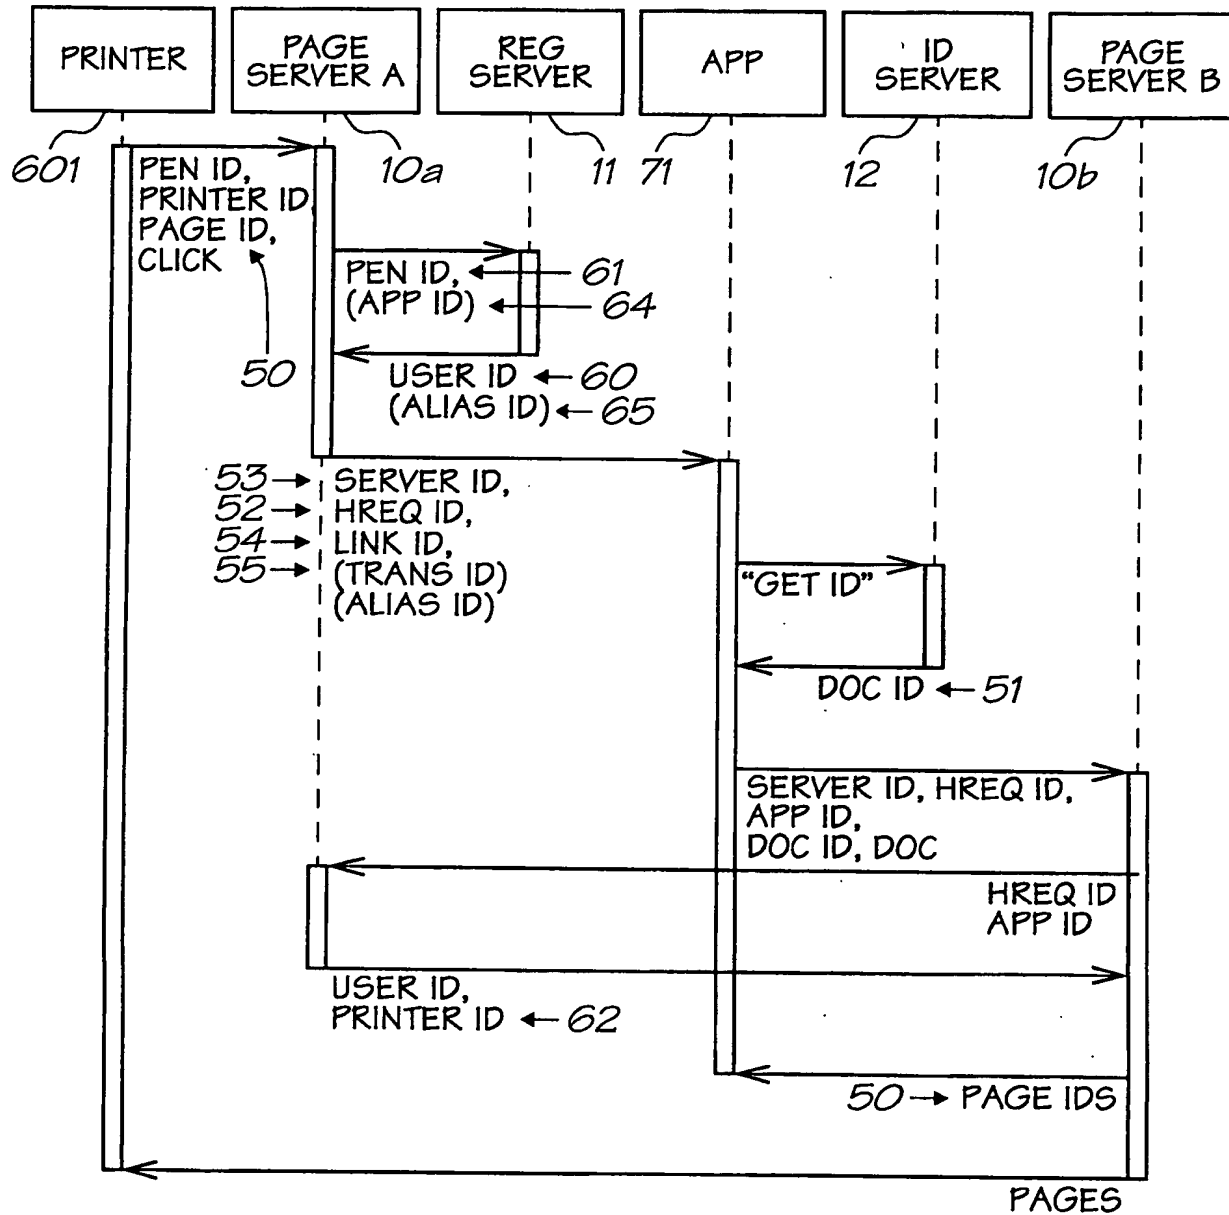 PRINTER
PAGE
SERVER A
REG
SERVER
APP
ID
SERVER
PAGE
SERVER B
601
10a
11
71
12
10b
PEN ID,
PRINTER ID,
PAGE ID,
CLICK
50
PEN ID, 61
(APP ID) 64
USER ID 60
(ALIAS ID) 65
53 SERVER ID,
52 HREQ ID,
54 LINK ID,
55 (TRANS ID)
(ALIAS ID)
"GET ID"
DOC ID 51
SERVER ID, HREQ ID,
APP ID,
DOC ID, DOC
HREQ ID
APP ID
USER ID,
PRINTER ID 62
50 PAGE IDS
PAGES